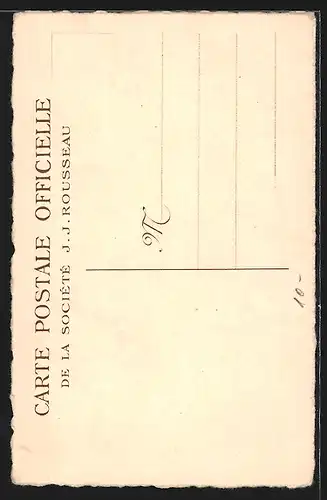 CARTE POSTALE OFFICIELLE
DE LA SOCIÉTÉ J. J. ROUSSEAU
M
10-